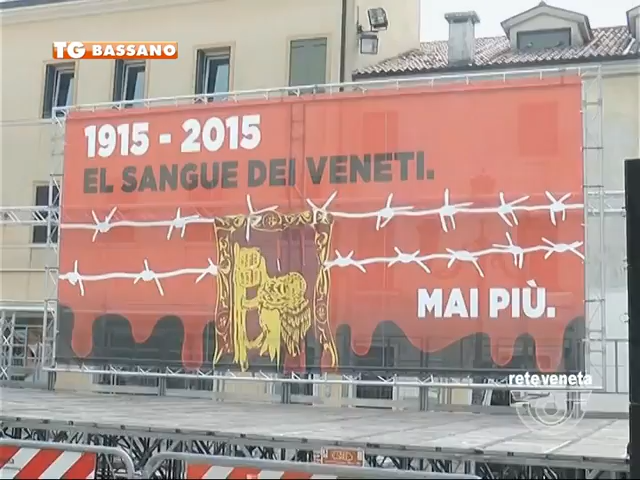 TG BASSANO
1915 - 2015
EL SANGUE DEI VENETI.
MAI PIÙ.
reteveneta